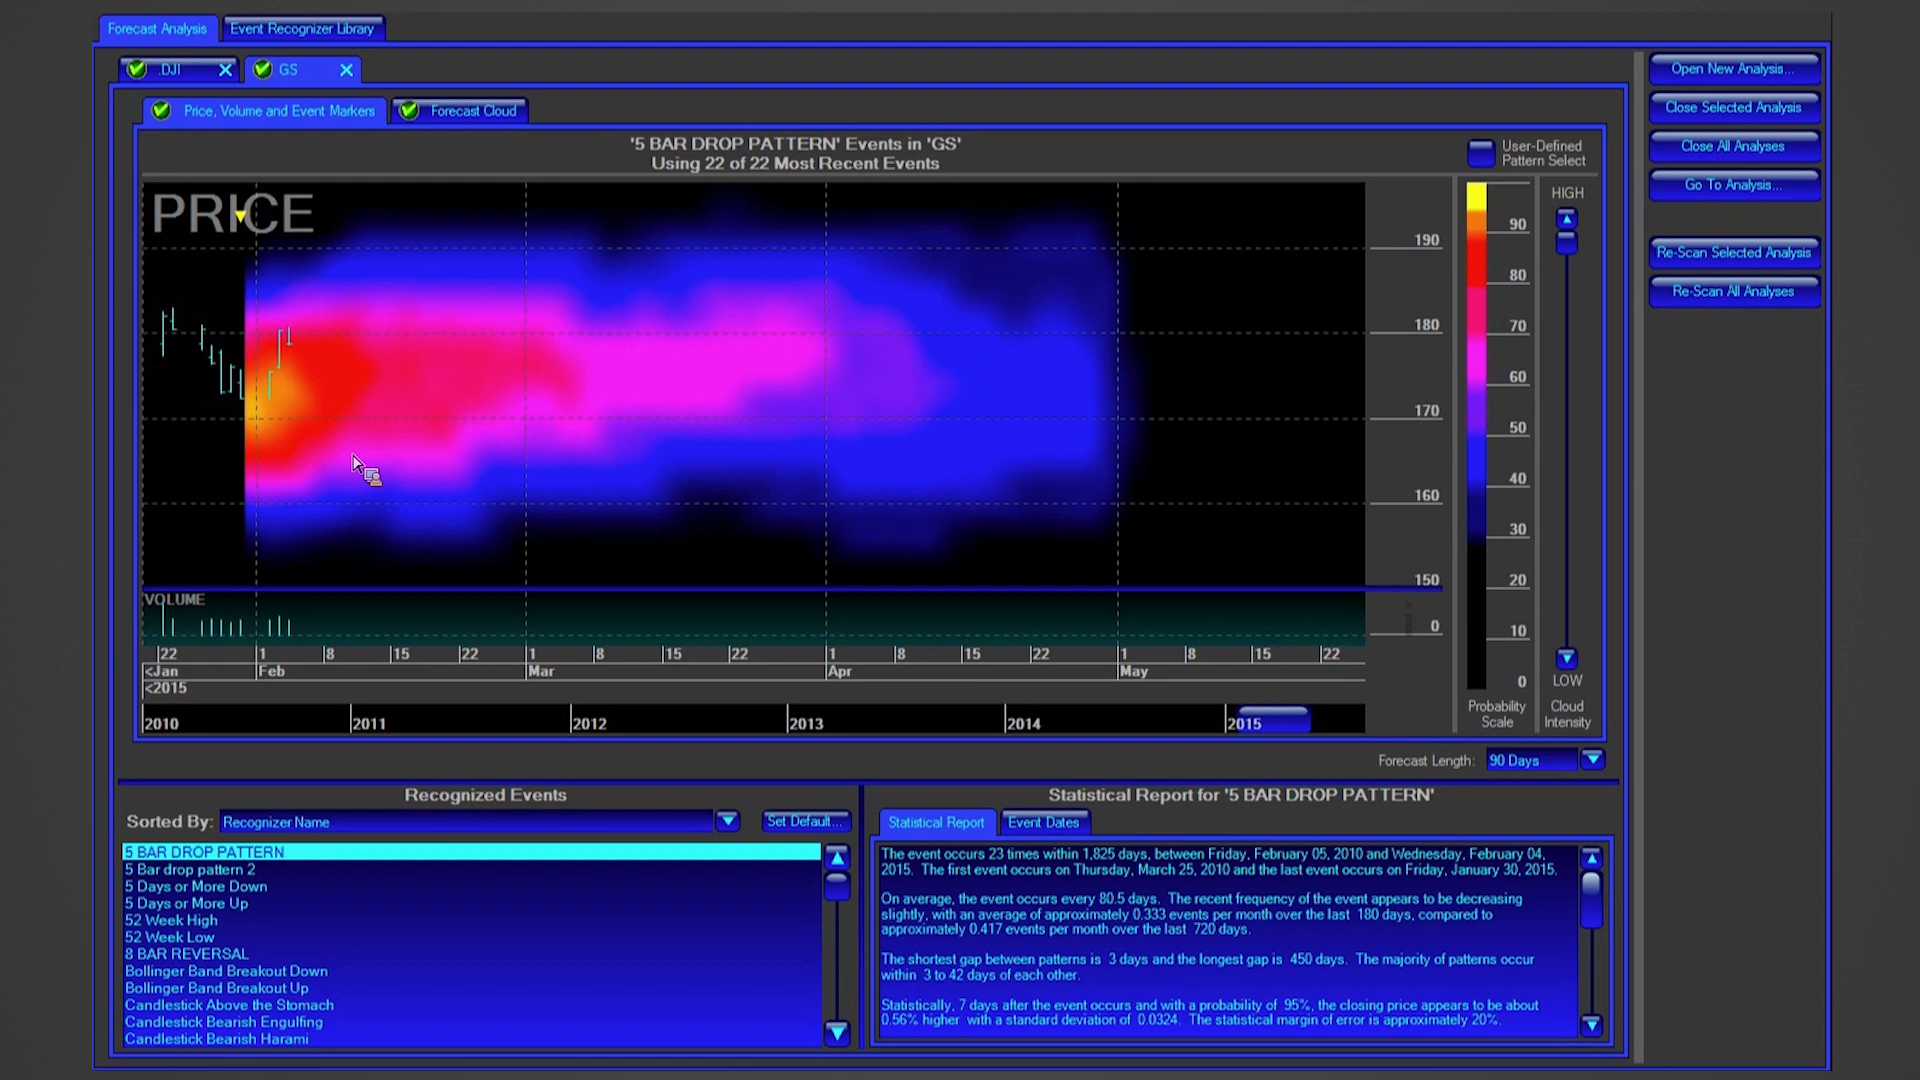 Forecast Analysis
Event Recognizer Library
.DJI
GS
Price, Volume and Event Markers
Forecast Cloud
'5 BAR DROP PATTERN' Events in 'GS'
Using 22 of 22 Most Recent Events
User-Defined
Pattern Select
Open New Analysis...
Close Selected Analysis
Close All Analyses
Go To Analysis...
Re-Scan Selected Analysis
Re-Scan All Analyses
PRICE
190
180
170
160
150
VOLUME
0
HIGH
90
80
70
60
50
40
30
20
10
0
LOW
Probability
Scale
Cloud
Intensity
22 1 8 15 22 1 8 15 22 1 8 15 22 1 8 15 22
<Jan Feb Mar Apr May
<2015
2010 2011 2012 2013 2014 2015
Forecast Length: 90 Days
Recognized Events
Sorted By: Recognizer Name
Set Default...
5 BAR DROP PATTERN
5 Bar drop pattern 2
5 Days or More Down
5 Days or More Up
52 Week High
52 Week Low
8 BAR REVERSAL
Bollinger Band Breakout Down
Bollinger Band Breakout Up
Candlestick Above the Stomach
Candlestick Bearish Engulfing
Candlestick Bearish Harami
Statistical Report for '5 BAR DROP PATTERN'
Statistical Report
Event Dates
The event occurs 23 times within 1,825 days, between Friday, February 05, 2010 and Wednesday, February 04,
2015. The first event occurs on Thursday, March 25, 2010 and the last event occurs on Friday, January 30, 2015.
On average, the event occurs every 80.5 days. The recent frequency of the event appears to be decreasing
slightly, with an average of approximately 0.333 events per month over the last 180 days, compared to
approximately 0.417 events per month over the last 720 days.
The shortest gap between patterns is 3 days and the longest gap is 450 days. The majority of patterns occur
within 3 to 42 days of each other.
Statistically, 7 days after the event occurs and with a probability of 95%, the closing price appears to be about
0.56% higher with a standard deviation of 0.0324. The statistical margin of error is approximately 20%.